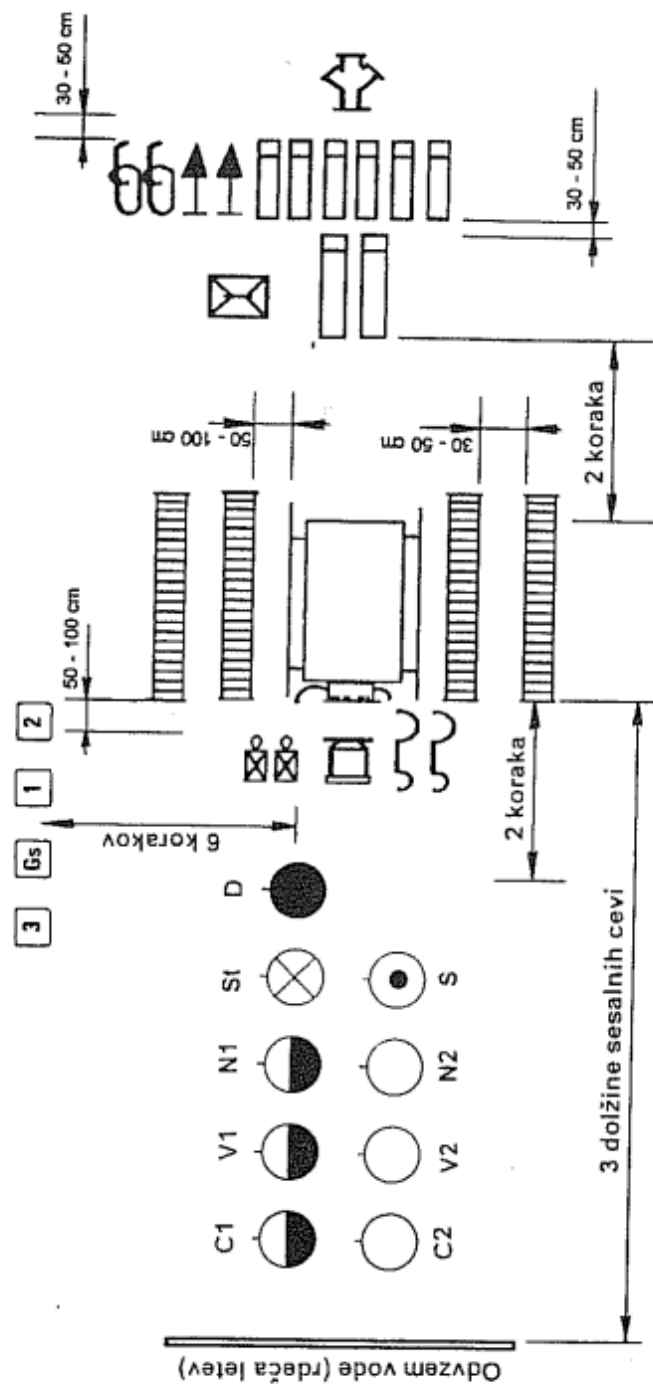 30 - 50 cm
30 - 50 cm
50 - 100 cm
30 - 50 cm
2 koraka
50 - 100 cm
2
1
Gs
3
6 korakov
2 koraka
D
St
S
N1
N2
V1
V2
C1
C2
3 dolžine sesalnih cevi
Odvzem vode (rdeča letev)